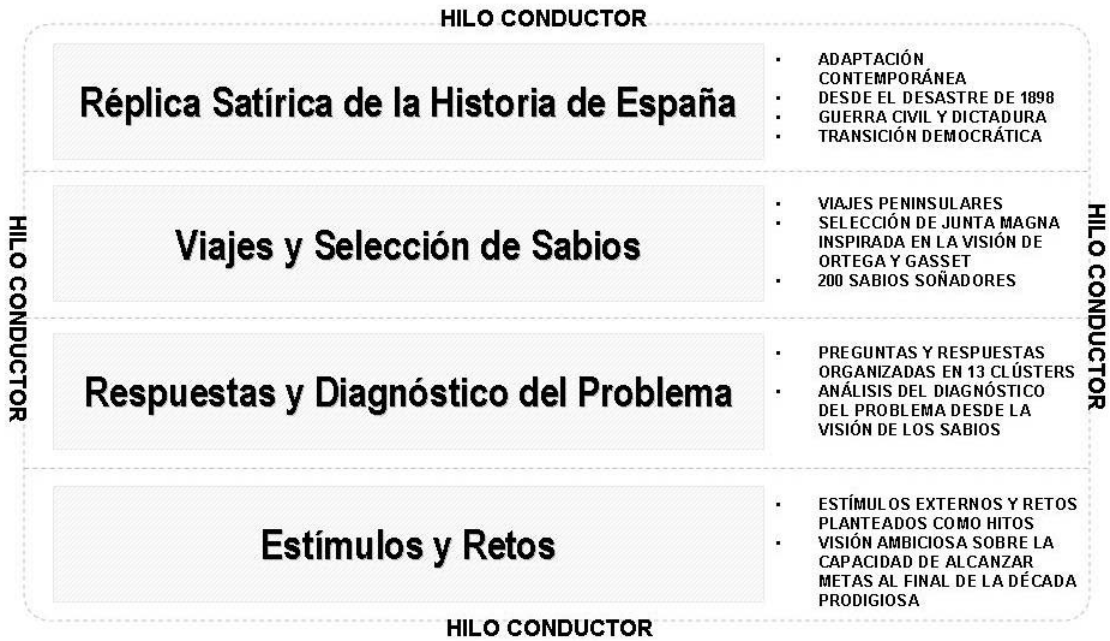 HILO CONDUCTOR
Réplica Satírica de la Historia de España
• ADAPTACIÓN
CONTEMPORÁNEA
• DESDE EL DESASTRE DE 1898
• GUERRA CIVIL Y DICTADURA
• TRANSICIÓN DEMOCRÁTICA
HILO CONDUCTOR
Viajes y Selección de Sabios
• VIAJES PENINSULARES
• SELECCIÓN DE JUNTA MAGNA
INSPIRADA EN LA VISIÓN DE
ORTEGA Y GASSET
• 200 SABIOS SOÑADORES
HILO CONDUCTOR
Respuestas y Diagnóstico del Problema
• PREGUNTAS Y RESPUESTAS
ORGANIZADAS EN 13 CLÚSTERS
• ANÁLISIS DEL DIAGNÓSTICO
DEL PROBLEMA DESDE LA
VISIÓN DE LOS SABIOS
Estímulos y Retos
• ESTÍMULOS EXTERNOS Y RETOS
PLANTEADOS COMO HITOS
• VISIÓN AMBICIOSA SOBRE LA
CAPACIDAD DE ALCANZAR
METAS AL FINAL DE LA DÉCADA
PRODIGIOSA
HILO CONDUCTOR